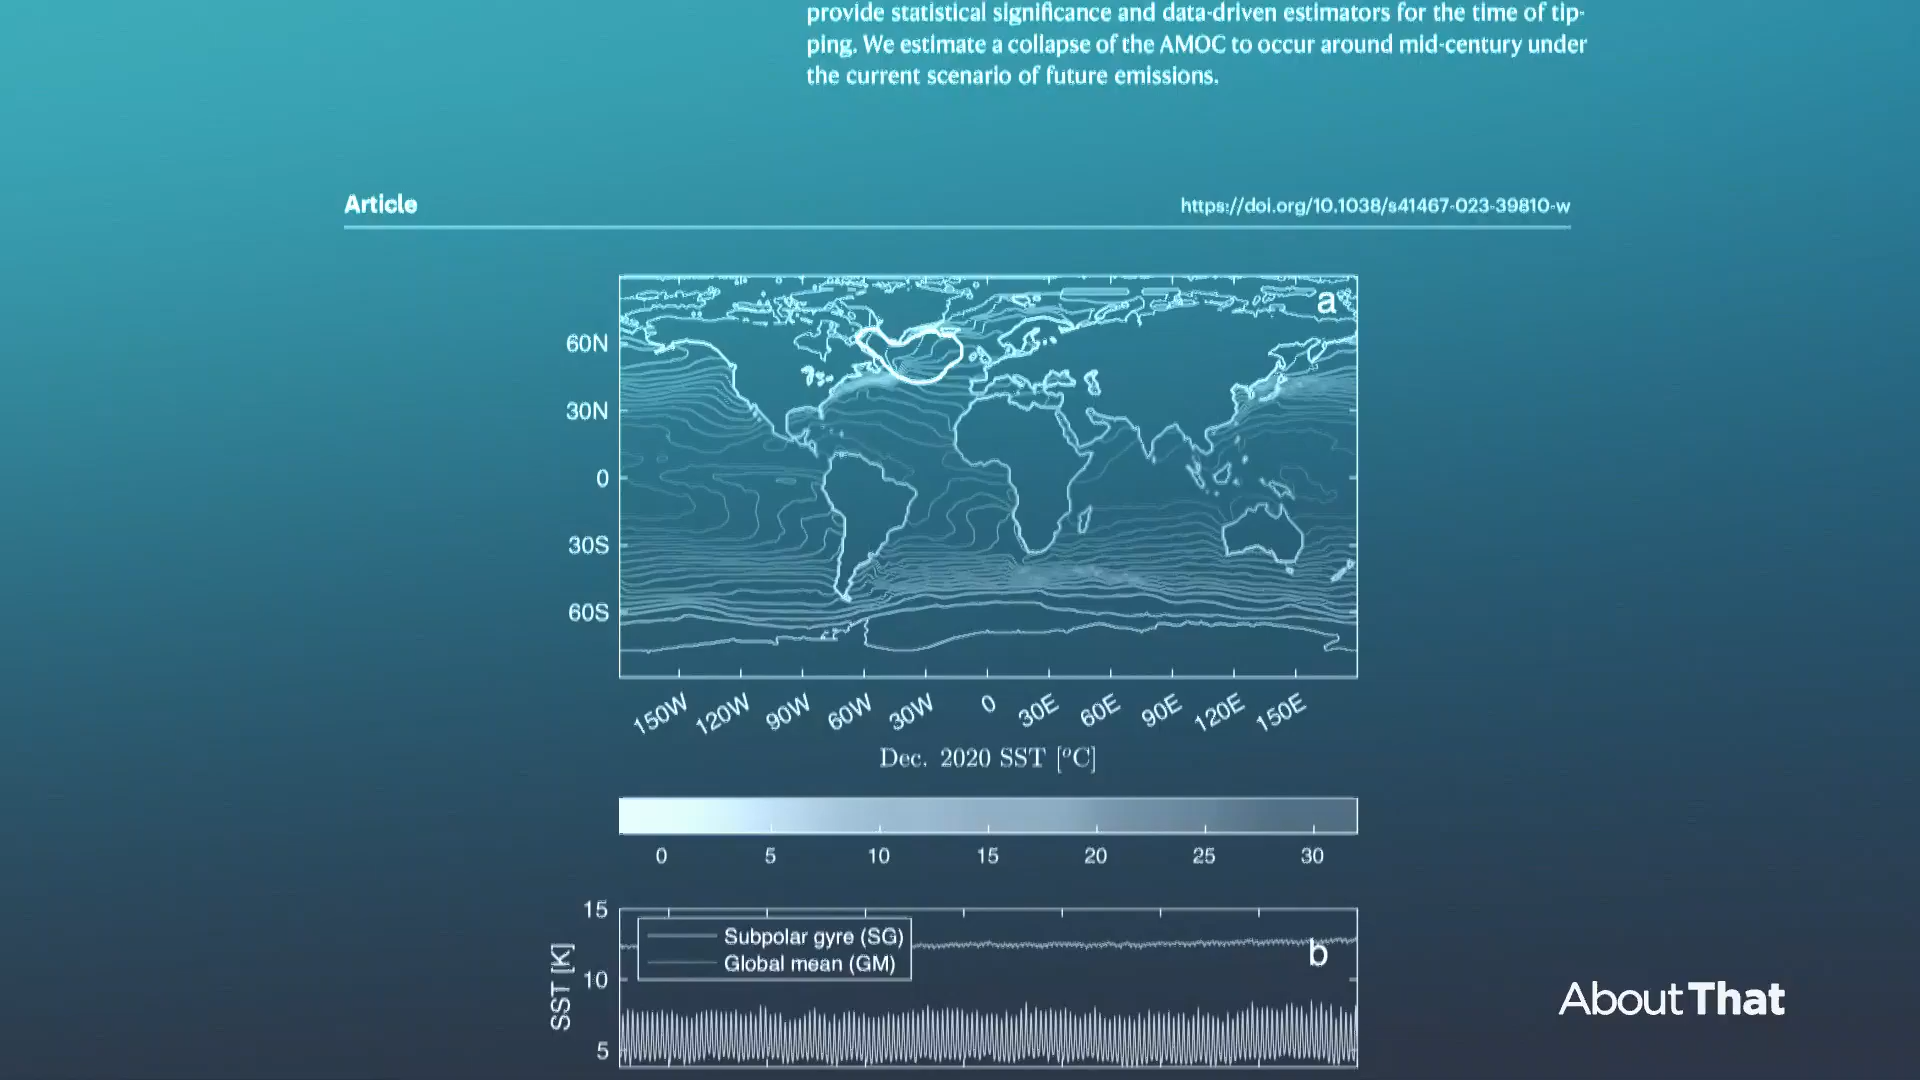 provide statistical significance and data-driven estimators for the time of tip-
ping. We estimate a collapse of the AMOC to occur around mid-century under
the current scenario of future emissions.
Article
https://doi.org/10.1038/s41467-023-39810-w
a
60N
30N
0
30S
60S
150W 120W 90W 60W 30W 0 30E 60E 90E 120E 150E
Dec. 2020 SST [°C]
0 5 10 15 20 25 30
15
10
5
SST [K]
Subpolar gyre (SG)
Global mean (GM)
b
About That